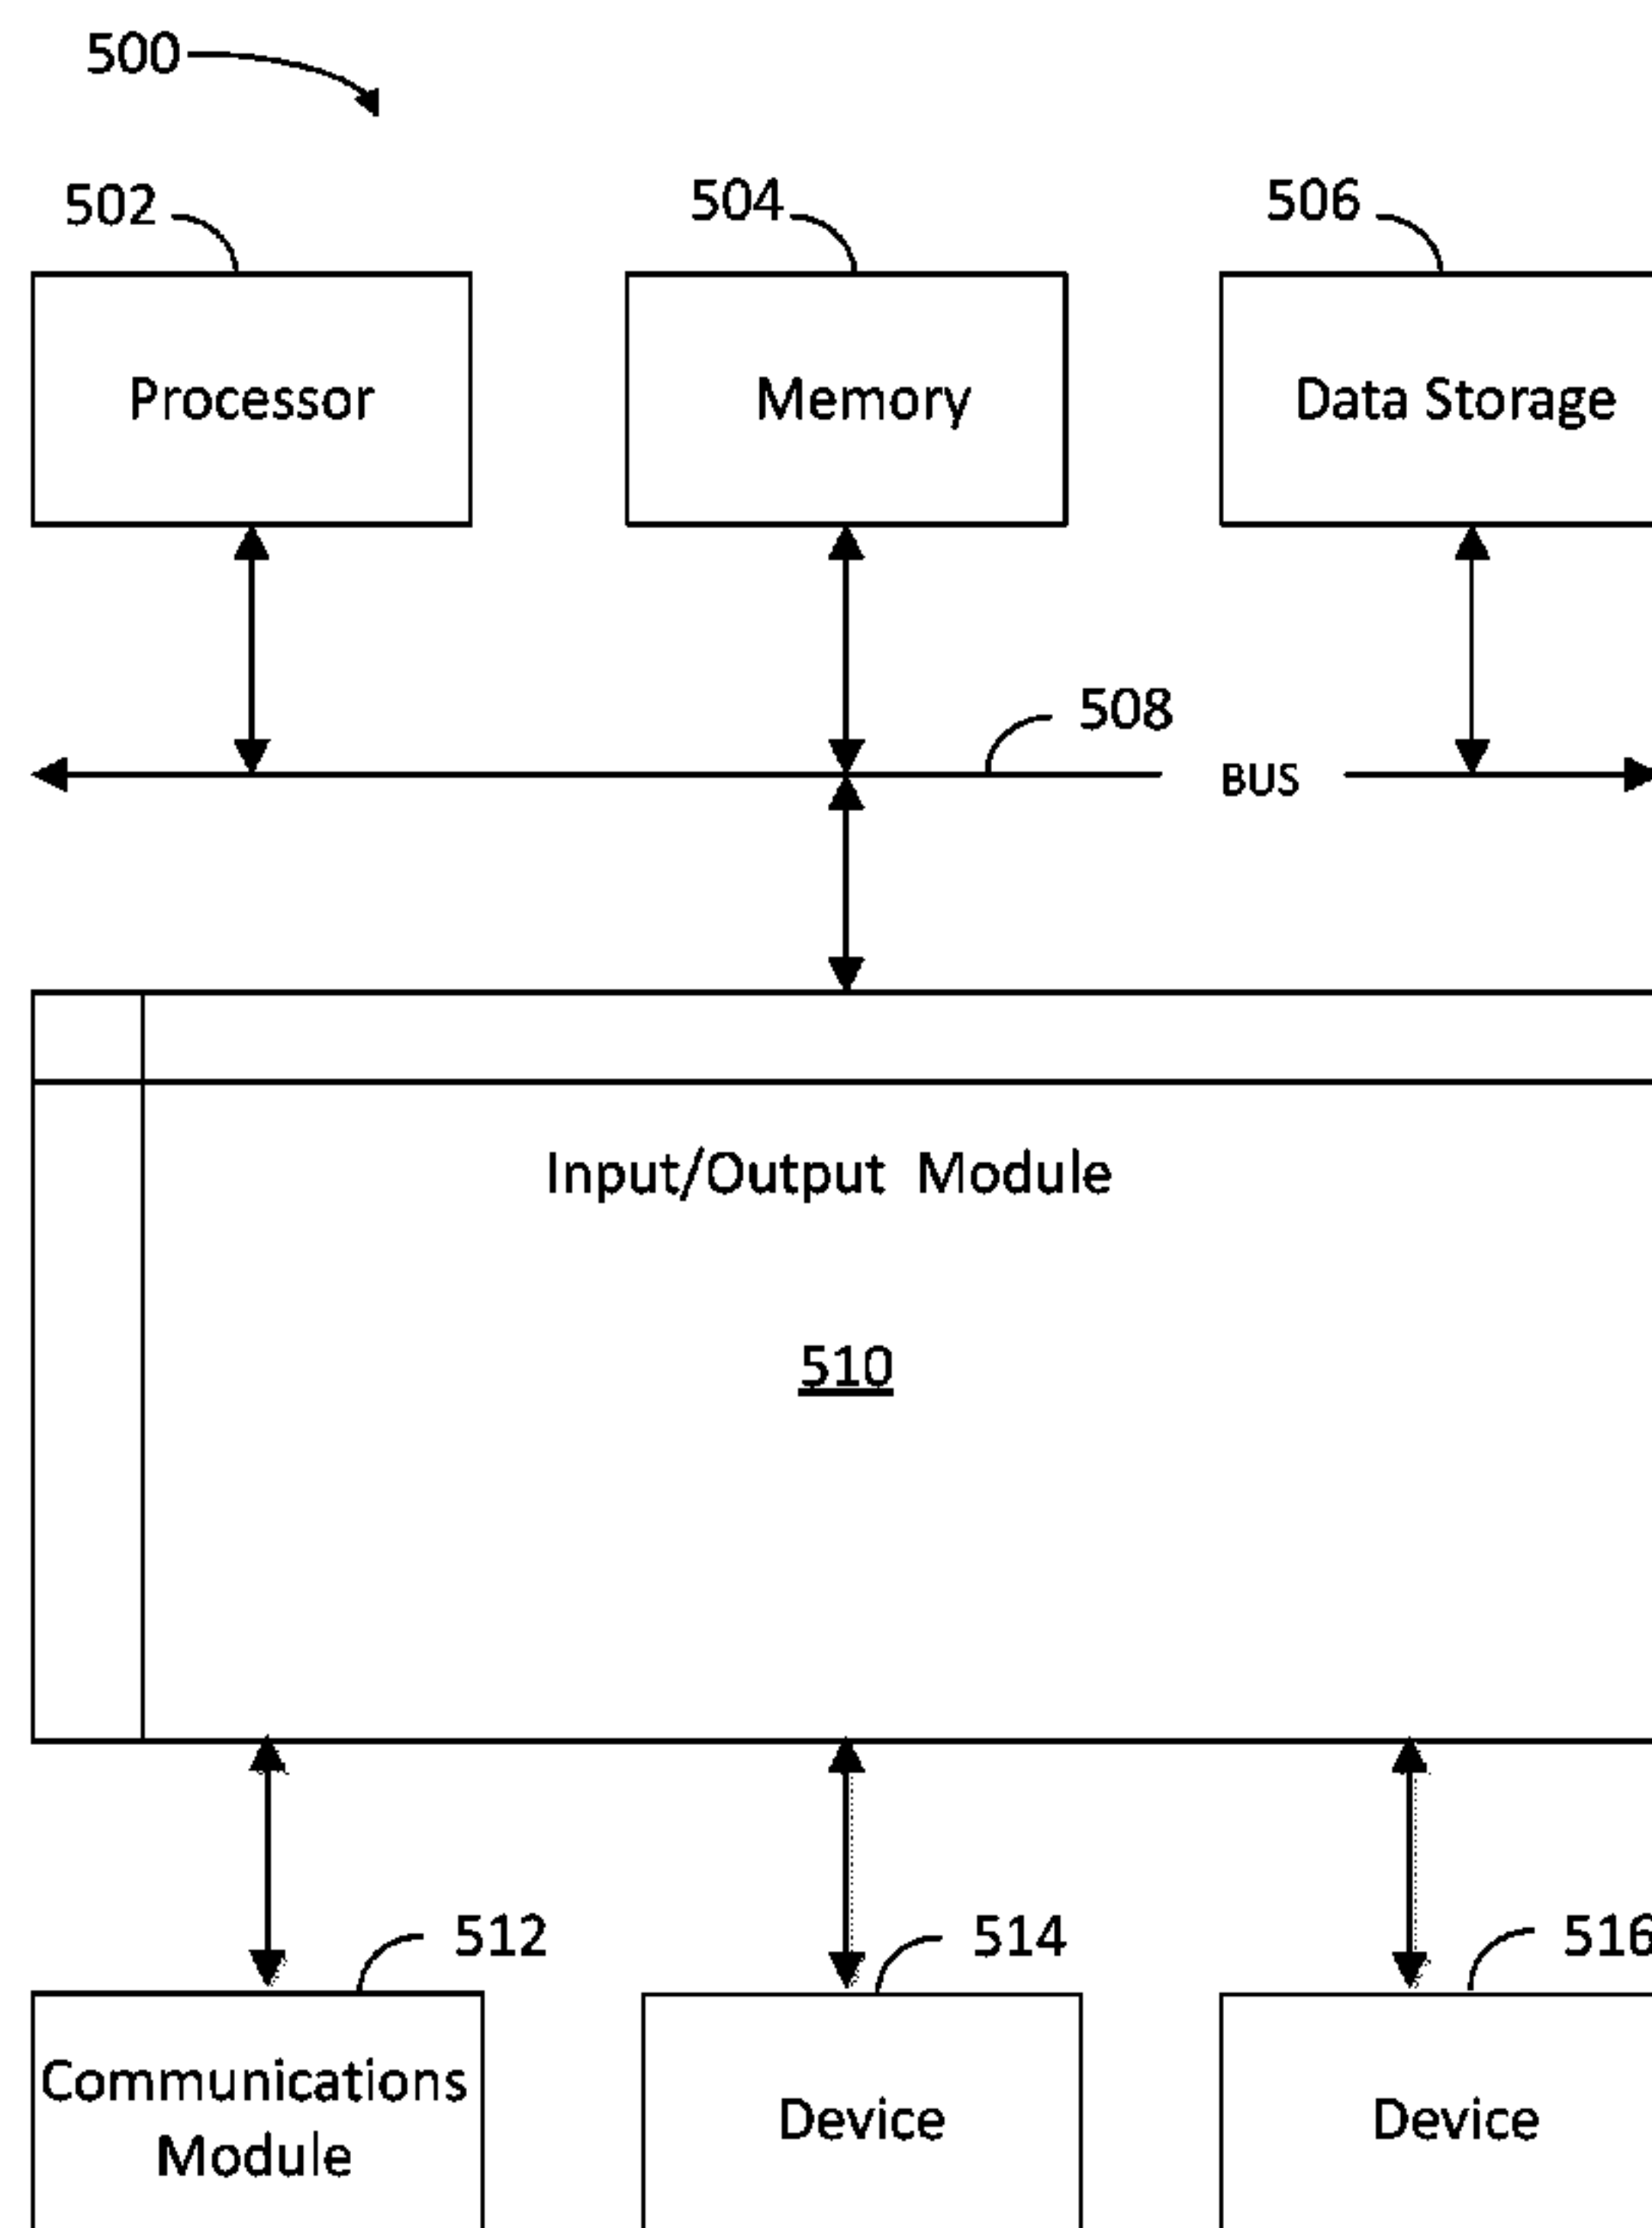 500
502
504
506
Processor
Memory
Data Storage
508
BUS
Input/Output Module
510
512
514
516
Communications
Module
Device
Device